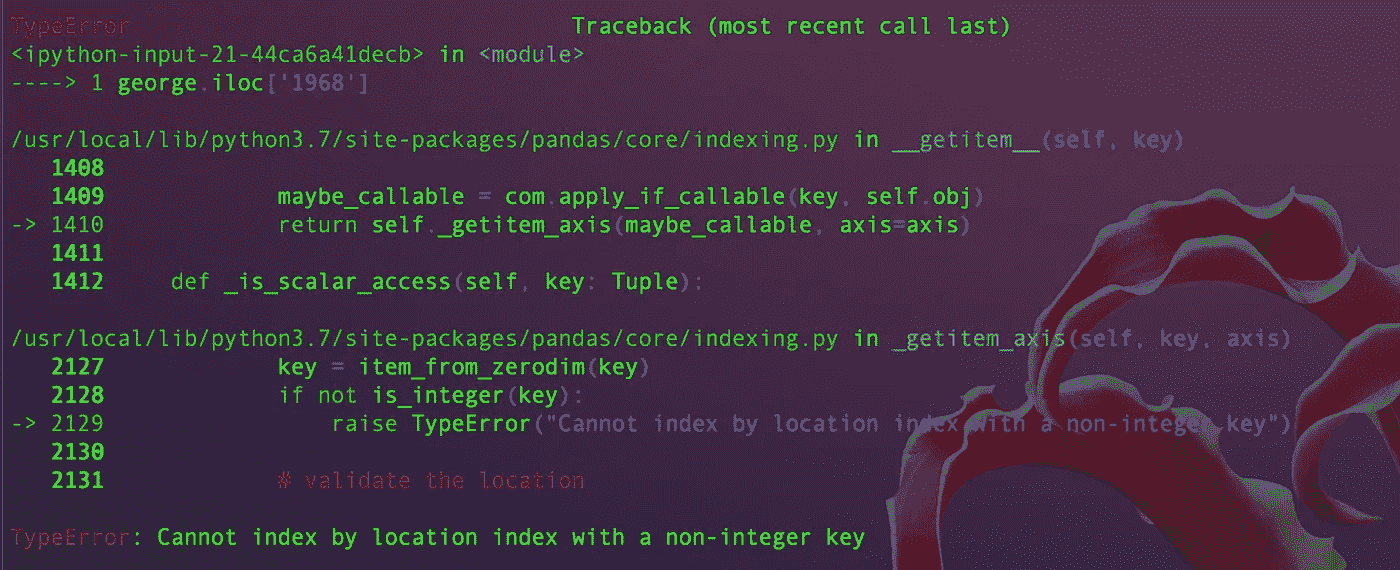 TypeError Traceback (most recent call last)
<ipython-input-21-44ca6a41decb> in <module>
----> 1 george.iloc['1968']
/usr/local/lib/python3.7/site-packages/pandas/core/indexing.py in __getitem__(self, key)
1408
1409 maybe_callable = com.apply_if_callable(key, self.obj)
-> 1410 return self._getitem_axis(maybe_callable, axis=axis)
1411
1412 def _is_scalar_access(self, key: Tuple):
/usr/local/lib/python3.7/site-packages/pandas/core/indexing.py in _getitem_axis(self, key, axis)
2127 key = item_from_zerodim(key)
2128 if not is_integer(key):
-> 2129 raise TypeError("Cannot index by location index with a non-integer key")
2130
2131 # validate the location
TypeError: Cannot index by location index with a non-integer key